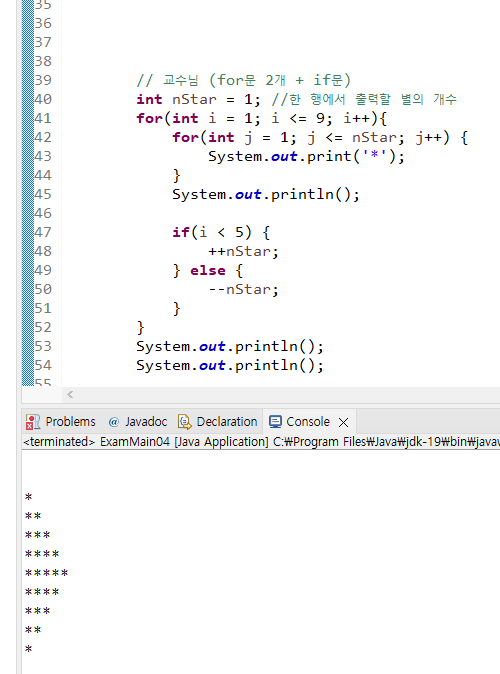 35
36
37
38
39 // 교수님 (for문 2개 + if문)
40 int nStar = 1; //한 행에서 출력할 별의 개수
41 for(int i = 1; i <= 9; i++){
42 for(int j = 1; j <= nStar; j++) {
43 System.out.print('*');
44 }
45 System.out.println();
46
47 if(i < 5) {
48 ++nStar;
49 } else {
50 --nStar;
51 }
52 }
53 System.out.println();
54 System.out.println();
55
Problems @ Javadoc Declaration Console
<terminated> ExamMain04 [Java Application] C:₩Program Files₩Java₩jdk-19₩bin₩javaw
*
**
***
****
*****
****
***
**
*